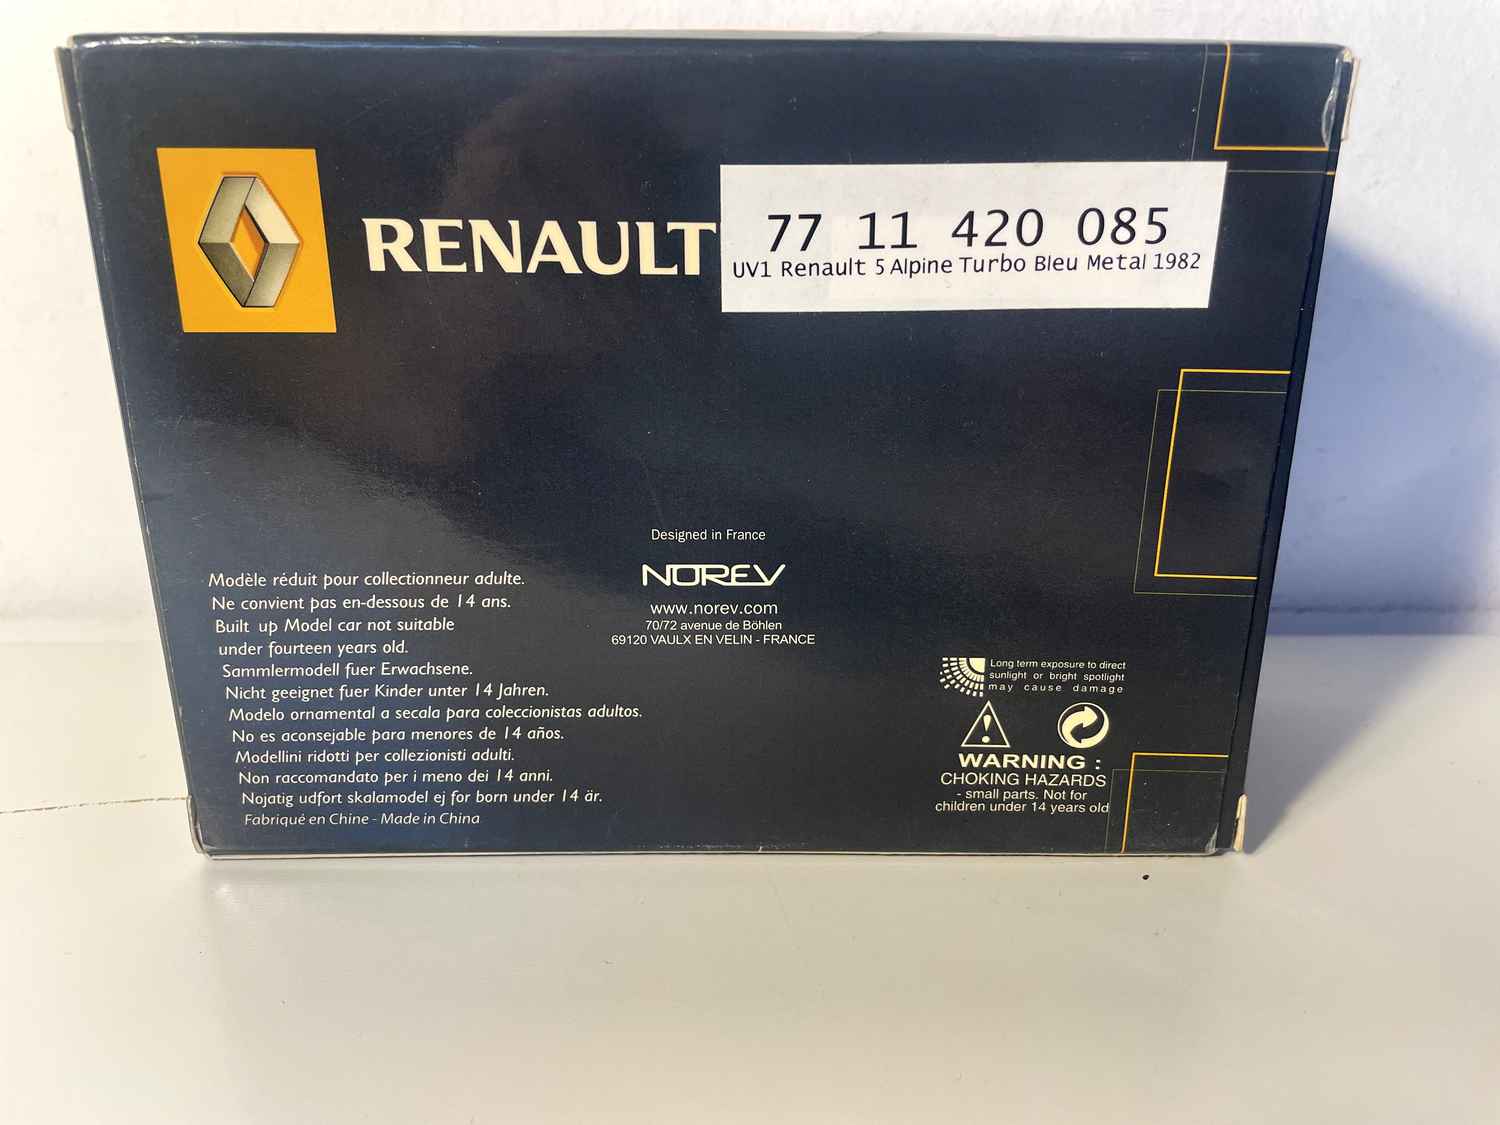 RENAULT
77 11 420 085
UV1 Renault 5 Alpine Turbo Bleu Metal 1982
Designed in France
NOREV
www.norev.com
70/72 avenue de Böhlen
69120 VAULX EN VELIN - FRANCE
Modèle réduit pour collectionneur adulte.
Ne convient pas en-dessous de 14 ans.
Built up Model car not suitable
under fourteen years old.
Sammlermodell fuer Erwachsene.
Nicht geeignet fuer Kinder unter 14 Jahren.
Modelo ornamental a secala para coleccionistas adultos.
No es aconsejable para menores de 14 años.
Modellini ridotti per collezionisti adulti.
Non raccomandato per i meno dei 14 anni.
Nojatig udfort skalamodel ej for born under 14 är.
Fabriqué en Chine - Made in China
Long term exposure to direct
sunlight or bright spotlight
may cause damage
WARNING :
CHOKING HAZARDS
- small parts. Not for
children under 14 years old